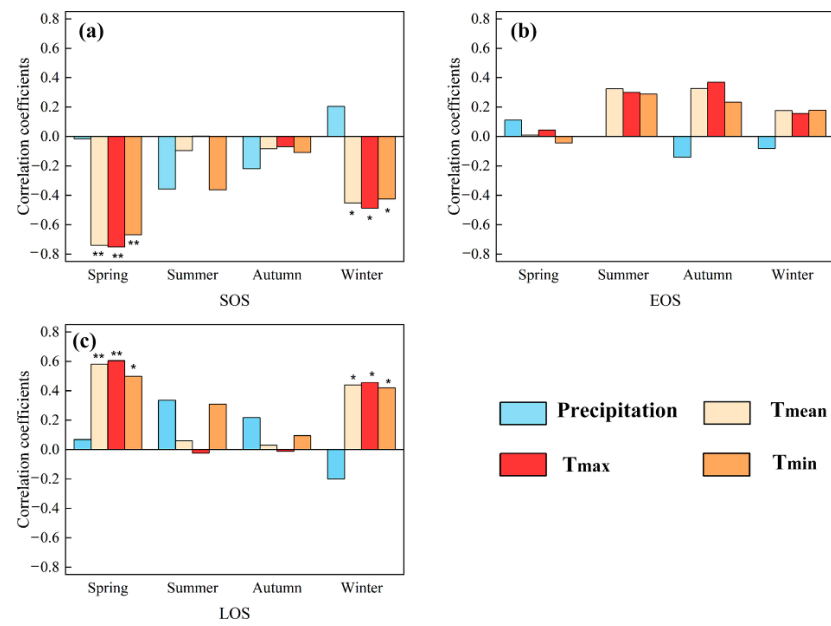 (a)
Correlation coefficients
0.8
0.6
0.4
0.2
0.0
−0.2
−0.4
−0.6
−0.8
** ** **
* * *
Spring Summer Autumn Winter
SOS
(b)
Correlation coefficients
0.8
0.6
0.4
0.2
0.0
−0.2
−0.4
−0.6
−0.8
Spring Summer Autumn Winter
EOS
(c)
Correlation coefficients
0.8
0.6
0.4
0.2
0.0
−0.2
−0.4
−0.6
−0.8
** ** *
* * *
Spring Summer Autumn Winter
LOS
Precipitation Tmean
Tmax Tmin